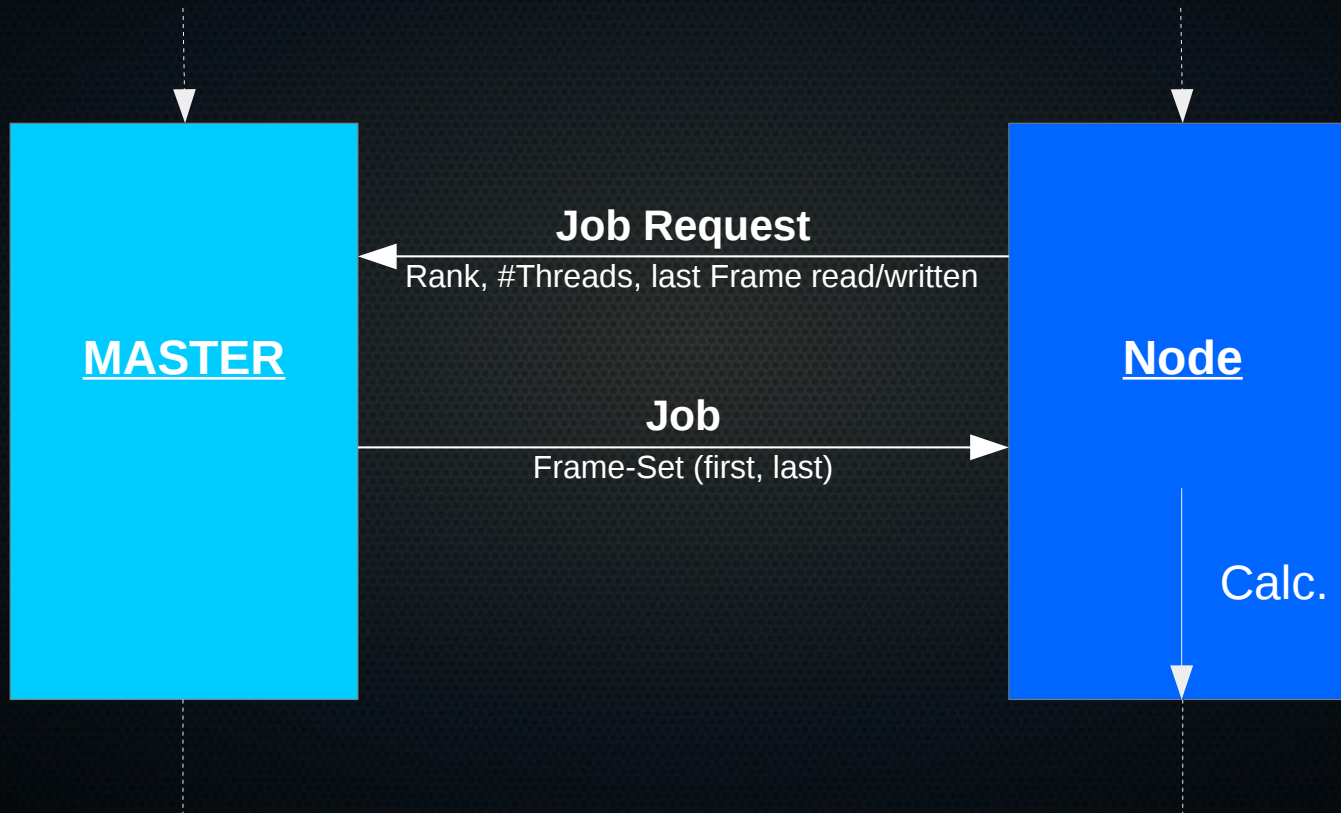 Job Request
Rank, #Threads, last Frame read/written
MASTER
Node
Job
Frame-Set (first, last)
Calc.